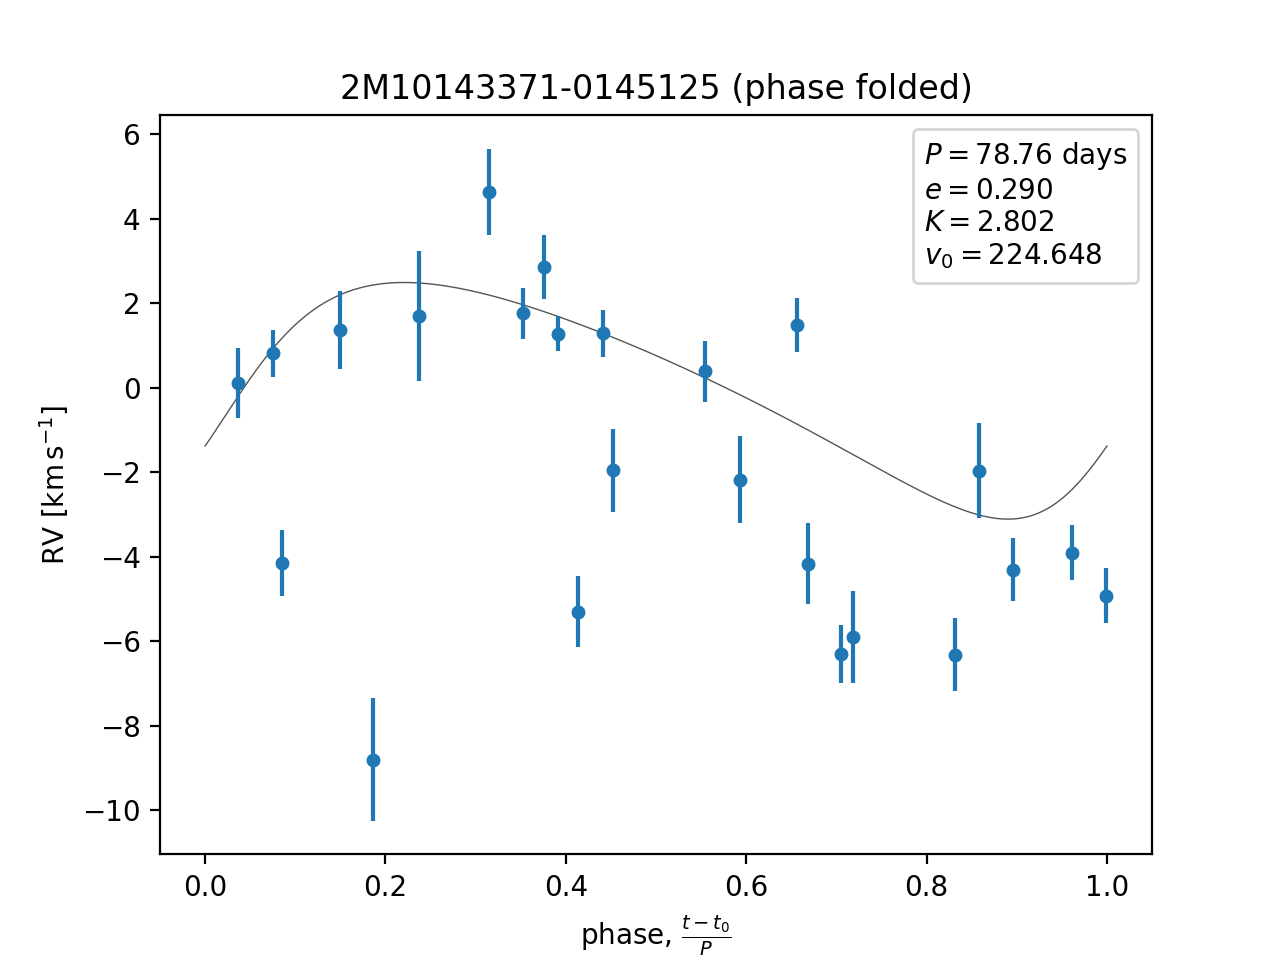 2M10143371-0145125 (phase folded)
P = 78.76 days
e = 0.290
K = 2.802
v₀ = 224.648
6
4
2
0
−2
−4
−6
−8
−10
RV [km s⁻¹]
0.0 0.2 0.4 0.6 0.8 1.0
phase, (t − t₀)/P